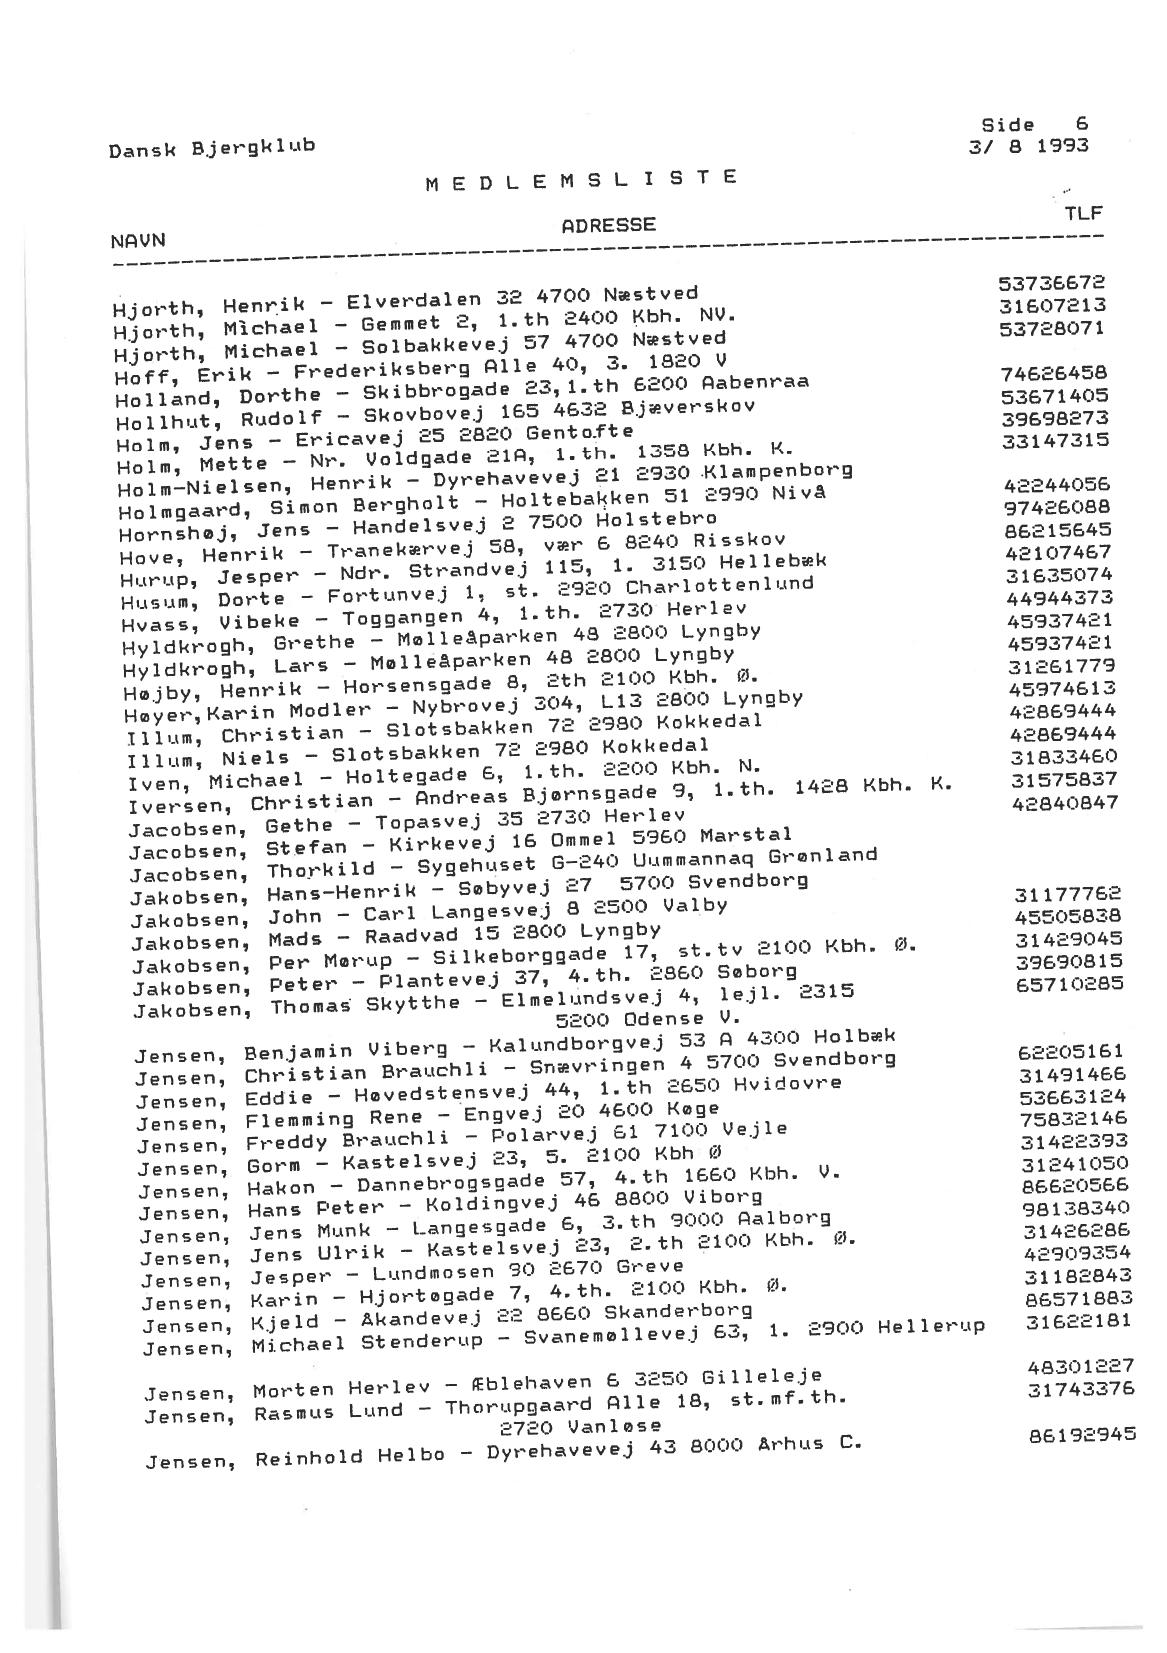 Side 6
Dansk Bjergklub 3/ 8 1993
M E D L E M S L I S T E
NAVN ADRESSE TLF
Hjorth, Henrik - Elverdalen 32 4700 Næstved 53736672
Hjorth, Michael - Gemmet 2, 1.th 2400 Kbh. NV. 31607213
Hjorth, Michael - Solbakkevej 57 4700 Næstved 53728071
Hoff, Erik - Frederiksberg Alle 40, 3. 1820 V
Holland, Dorthe - Skibbrogade 23,1.th 6200 Aabenraa 74626458
Hollhut, Rudolf - Skovbovej 165 4632 Bjæverskov 53671405
Holm, Jens - Ericavej 25 2820 Gentofte 39698273
Holm, Mette - Nr. Voldgade 21A, 1.th. 1358 Kbh. K. 33147315
Holm-Nielsen, Henrik - Dyrehavevej 21 2930 Klampenborg
Holmgaard, Simon Bergholt - Holtebakken 51 2990 Nivå 42244056
Hornshøj, Jens - Handelsvej 2 7500 Holstebro 97426088
Hove, Henrik - Tranekærvej 58, vær 6 8240 Risskov 86215645
Hurup, Jesper - Ndr. Strandvej 115, 1. 3150 Hellebæk 42107467
Husum, Dorte - Fortunvej 1, st. 2920 Charlottenlund 31635074
Hvass, Vibeke - Toggangen 4, 1.th. 2730 Herlev 44944373
Hyldkrogh, Grethe - Mølleåparken 48 2800 Lyngby 45937421
Hyldkrogh, Lars - Mølleåparken 48 2800 Lyngby 45937421
Højby, Henrik - Horsensgade 8, 2th 2100 Kbh. Ø. 31261779
Høyer,Karin Modler - Nybrovej 304, L13 2800 Lyngby 45974613
Illum, Christian - Slotsbakken 72 2980 Kokkedal 42869444
Illum, Niels - Slotsbakken 72 2980 Kokkedal 42869444
Iven, Michael - Holtegade 6, 1.th. 2200 Kbh. N. 31833460
Iversen, Christian - Andreas Bjørnsgade 9, 1.th. 1428 Kbh. K. 31575837
Jacobsen, Gethe - Topasvej 35 2730 Herlev 42840847
Jacobsen, Stefan - Kirkevej 16 Ommel 5960 Marstal
Jacobsen, Thorkild - Sygehuset G-240 Uummannaq Grønland
Jakobsen, Hans-Henrik - Søbyvej 27  5700 Svendborg
Jakobsen, John - Carl Langesvej 8 2500 Valby 31177762
Jakobsen, Mads - Raadvad 15 2800 Lyngby 45505838
Jakobsen, Per Mørup - Silkeborggade 17, st.tv 2100 Kbh. Ø. 31429045
Jakobsen, Peter - Plantevej 37, 4.th. 2860 Søborg 39690815
Jakobsen, Thomas Skytthe - Elmelundsvej 4, lejl. 2315 65710285
5200 Odense V.
Jensen, Benjamin Viberg - Kalundborgvej 53 A 4300 Holbæk
Jensen, Christian Brauchli - Snævringen 4 5700 Svendborg 62205161
Jensen, Eddie - Høvedstensvej 44, 1.th 2650 Hvidovre 31491466
Jensen, Flemming Rene - Engvej 20 4600 Køge 53663124
Jensen, Freddy Brauchli - Polarvej 61 7100 Vejle 75832146
Jensen, Gorm - Kastelsvej 23, 5. 2100 Kbh Ø 31422393
Jensen, Hakon - Dannebrogsgade 57, 4.th 1660 Kbh. V. 31241050
Jensen, Hans Peter - Koldingvej 46 8800 Viborg 86620566
Jensen, Jens Munk - Langesgade 6, 3.th 9000 Aalborg 98138340
Jensen, Jens Ulrik - Kastelsvej 23, 2.th 2100 Kbh. Ø. 31426286
Jensen, Jesper - Lundmosen 90 2670 Greve 42909354
Jensen, Karin - Hjortøgade 7, 4.th. 2100 Kbh. Ø. 31182843
Jensen, Kjeld - Akandevej 22 8660 Skanderborg 86571883
Jensen, Michael Stenderup - Svanemøllevej 63, 1. 2900 Hellerup 31622181
Jensen, Morten Herlev - Æblehaven 6 3250 Gilleleje 48301227
Jensen, Rasmus Lund - Thorupgaard Alle 18, st.mf.th. 31743376
2720 Vanløse
Jensen, Reinhold Helbo - Dyrehavevej 43 8000 Arhus C. 86192945